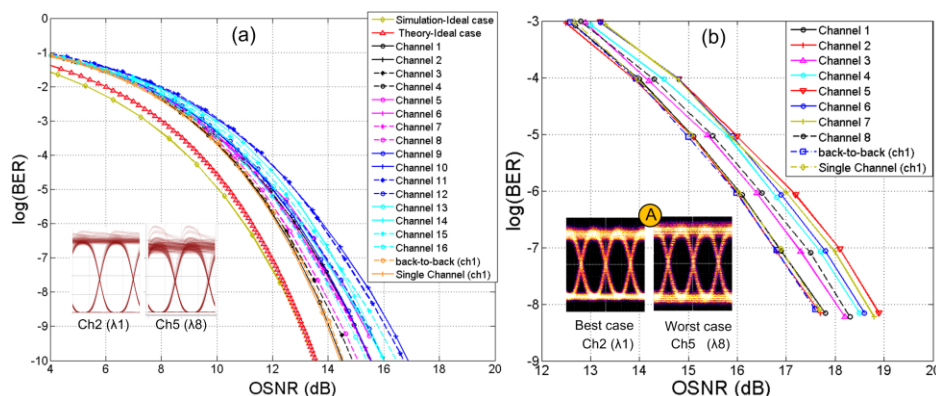 (a)
log(BER)
0
-1
-2
-3
-4
-5
-6
-7
-8
-9
-10
4
6
8
10
12
14
16
18
20
OSNR (dB)
Simulation-Ideal case
Theory-Ideal case
Channel 1
Channel 2
Channel 3
Channel 4
Channel 5
Channel 6
Channel 7
Channel 8
Channel 9
Channel 10
Channel 11
Channel 12
Channel 13
Channel 14
Channel 15
Channel 16
back-to-back (ch1)
Single Channel (ch1)
Ch2 (λ1)
Ch5 (λ8)
(b)
log(BER)
-3
-4
-5
-6
-7
-8
-9
12
13
14
15
16
17
18
19
20
OSNR (dB)
Channel 1
Channel 2
Channel 3
Channel 4
Channel 5
Channel 6
Channel 7
Channel 8
back-to-back (ch1)
Single Channel (ch1)
A
Best case
Ch2 (λ1)
Worst case
Ch5 (λ8)